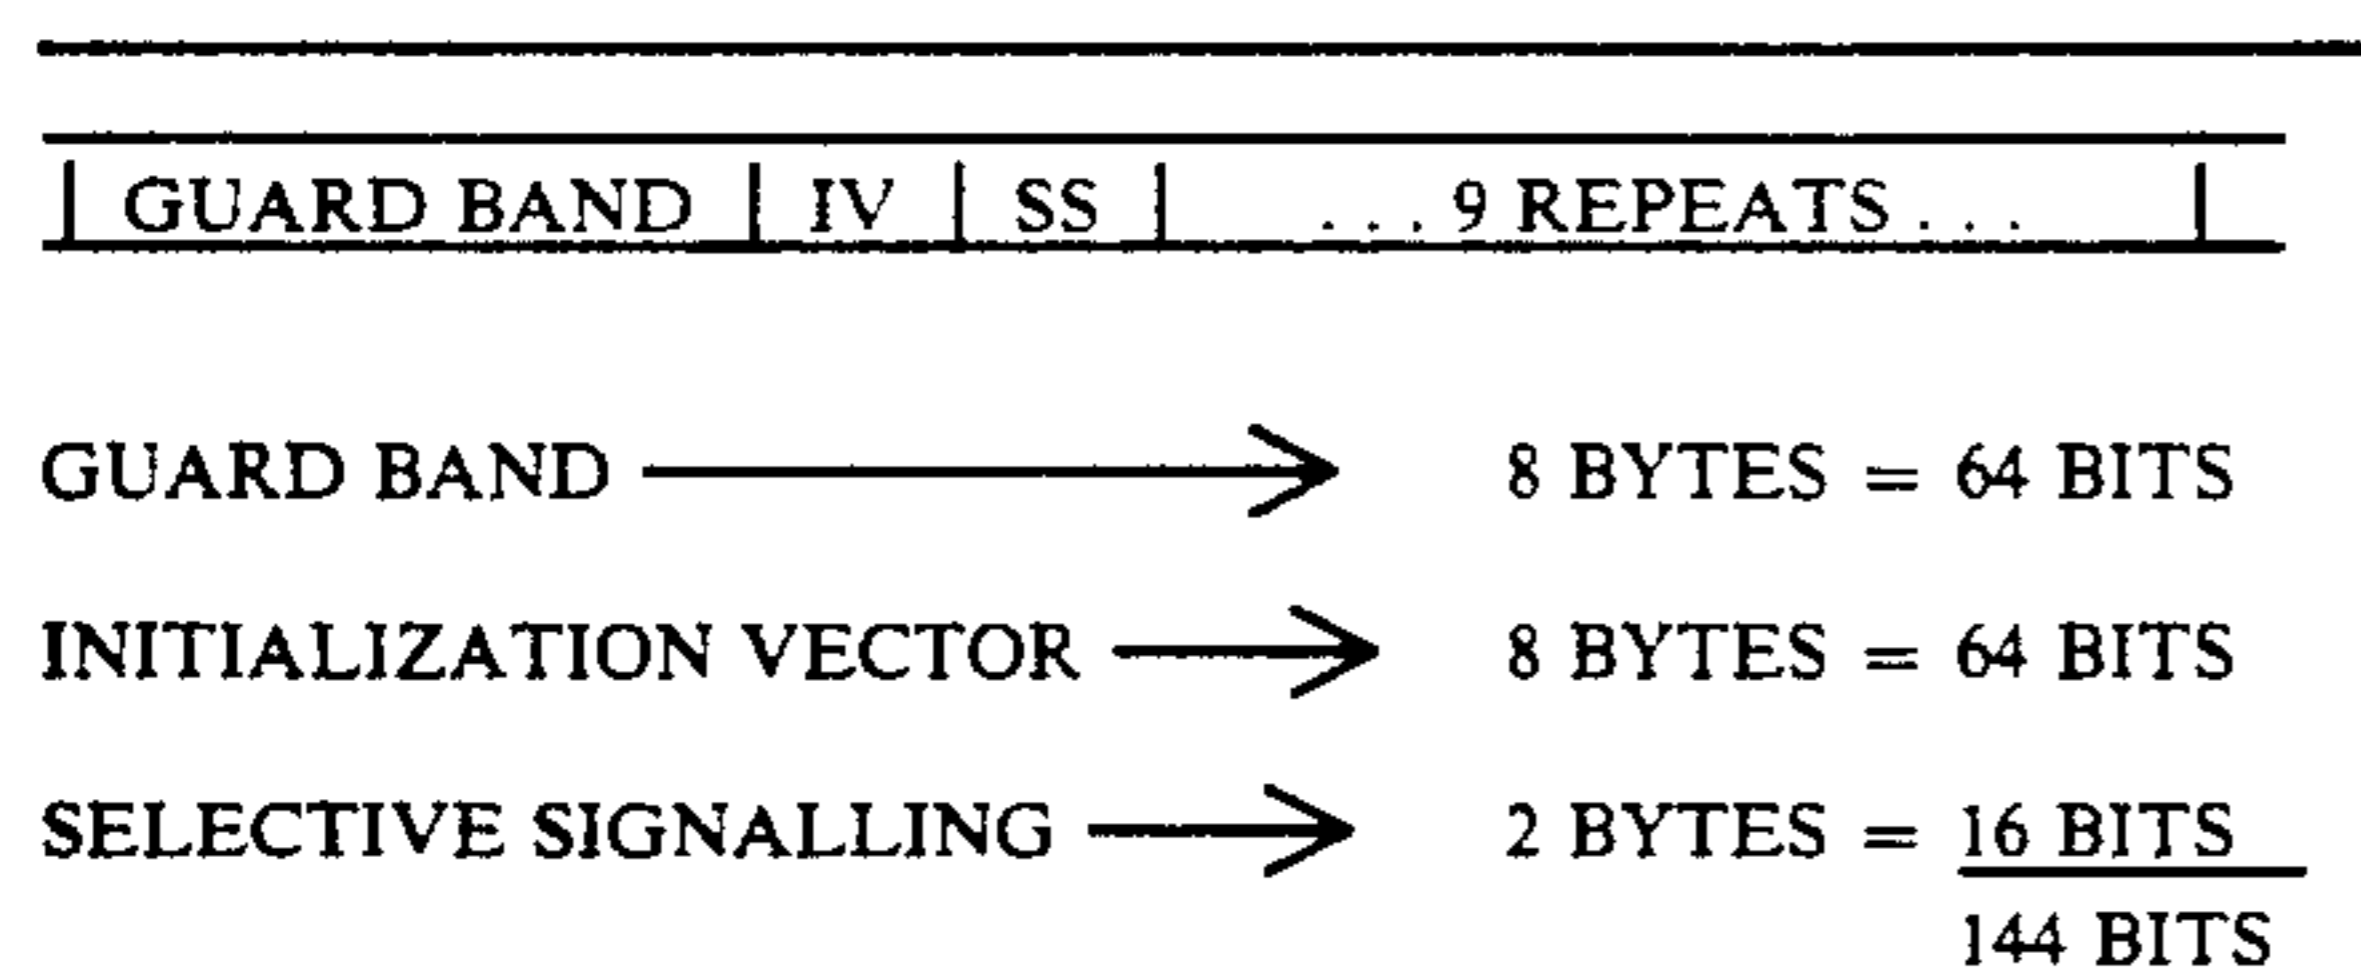 | GUARD BAND | IV | SS | . . . 9 REPEATS . . . |
GUARD BAND → 8 BYTES = 64 BITS
INITIALIZATION VECTOR → 8 BYTES = 64 BITS
SELECTIVE SIGNALLING → 2 BYTES = 16 BITS
144 BITS